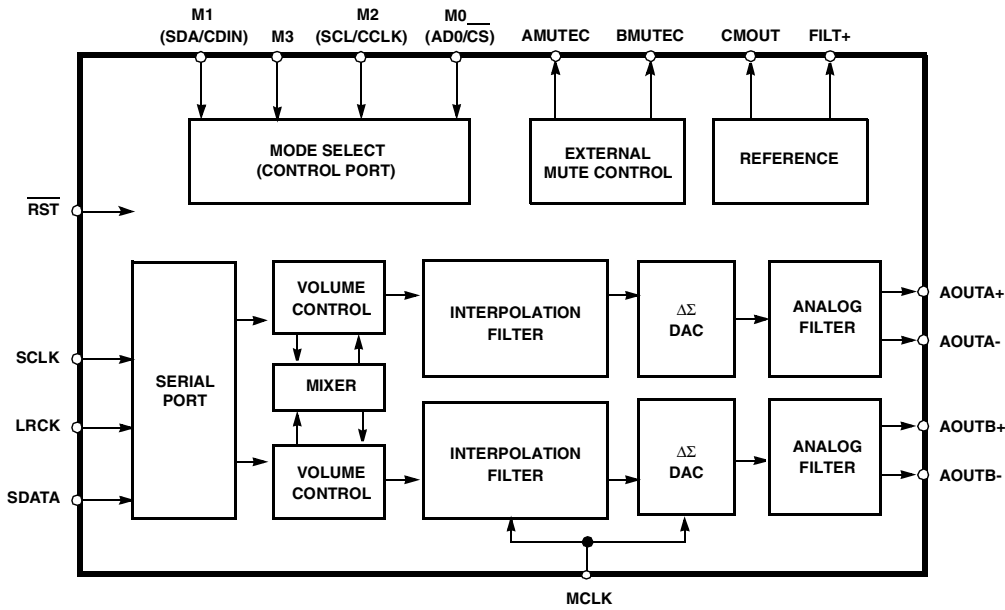 M1
(SDA/CDIN)
M3
M2
(SCL/CCLK)
M0
(AD0/CS)
AMUTEC
BMUTEC
CMOUT
FILT+
MODE SELECT
(CONTROL PORT)
EXTERNAL
MUTE CONTROL
REFERENCE
RST
SERIAL
PORT
VOLUME
CONTROL
INTERPOLATION
FILTER
ΔΣ
DAC
ANALOG
FILTER
AOUTA+
AOUTA-
SCLK
LRCK
SDATA
MIXER
VOLUME
CONTROL
INTERPOLATION
FILTER
ΔΣ
DAC
ANALOG
FILTER
AOUTB+
AOUTB-
MCLK